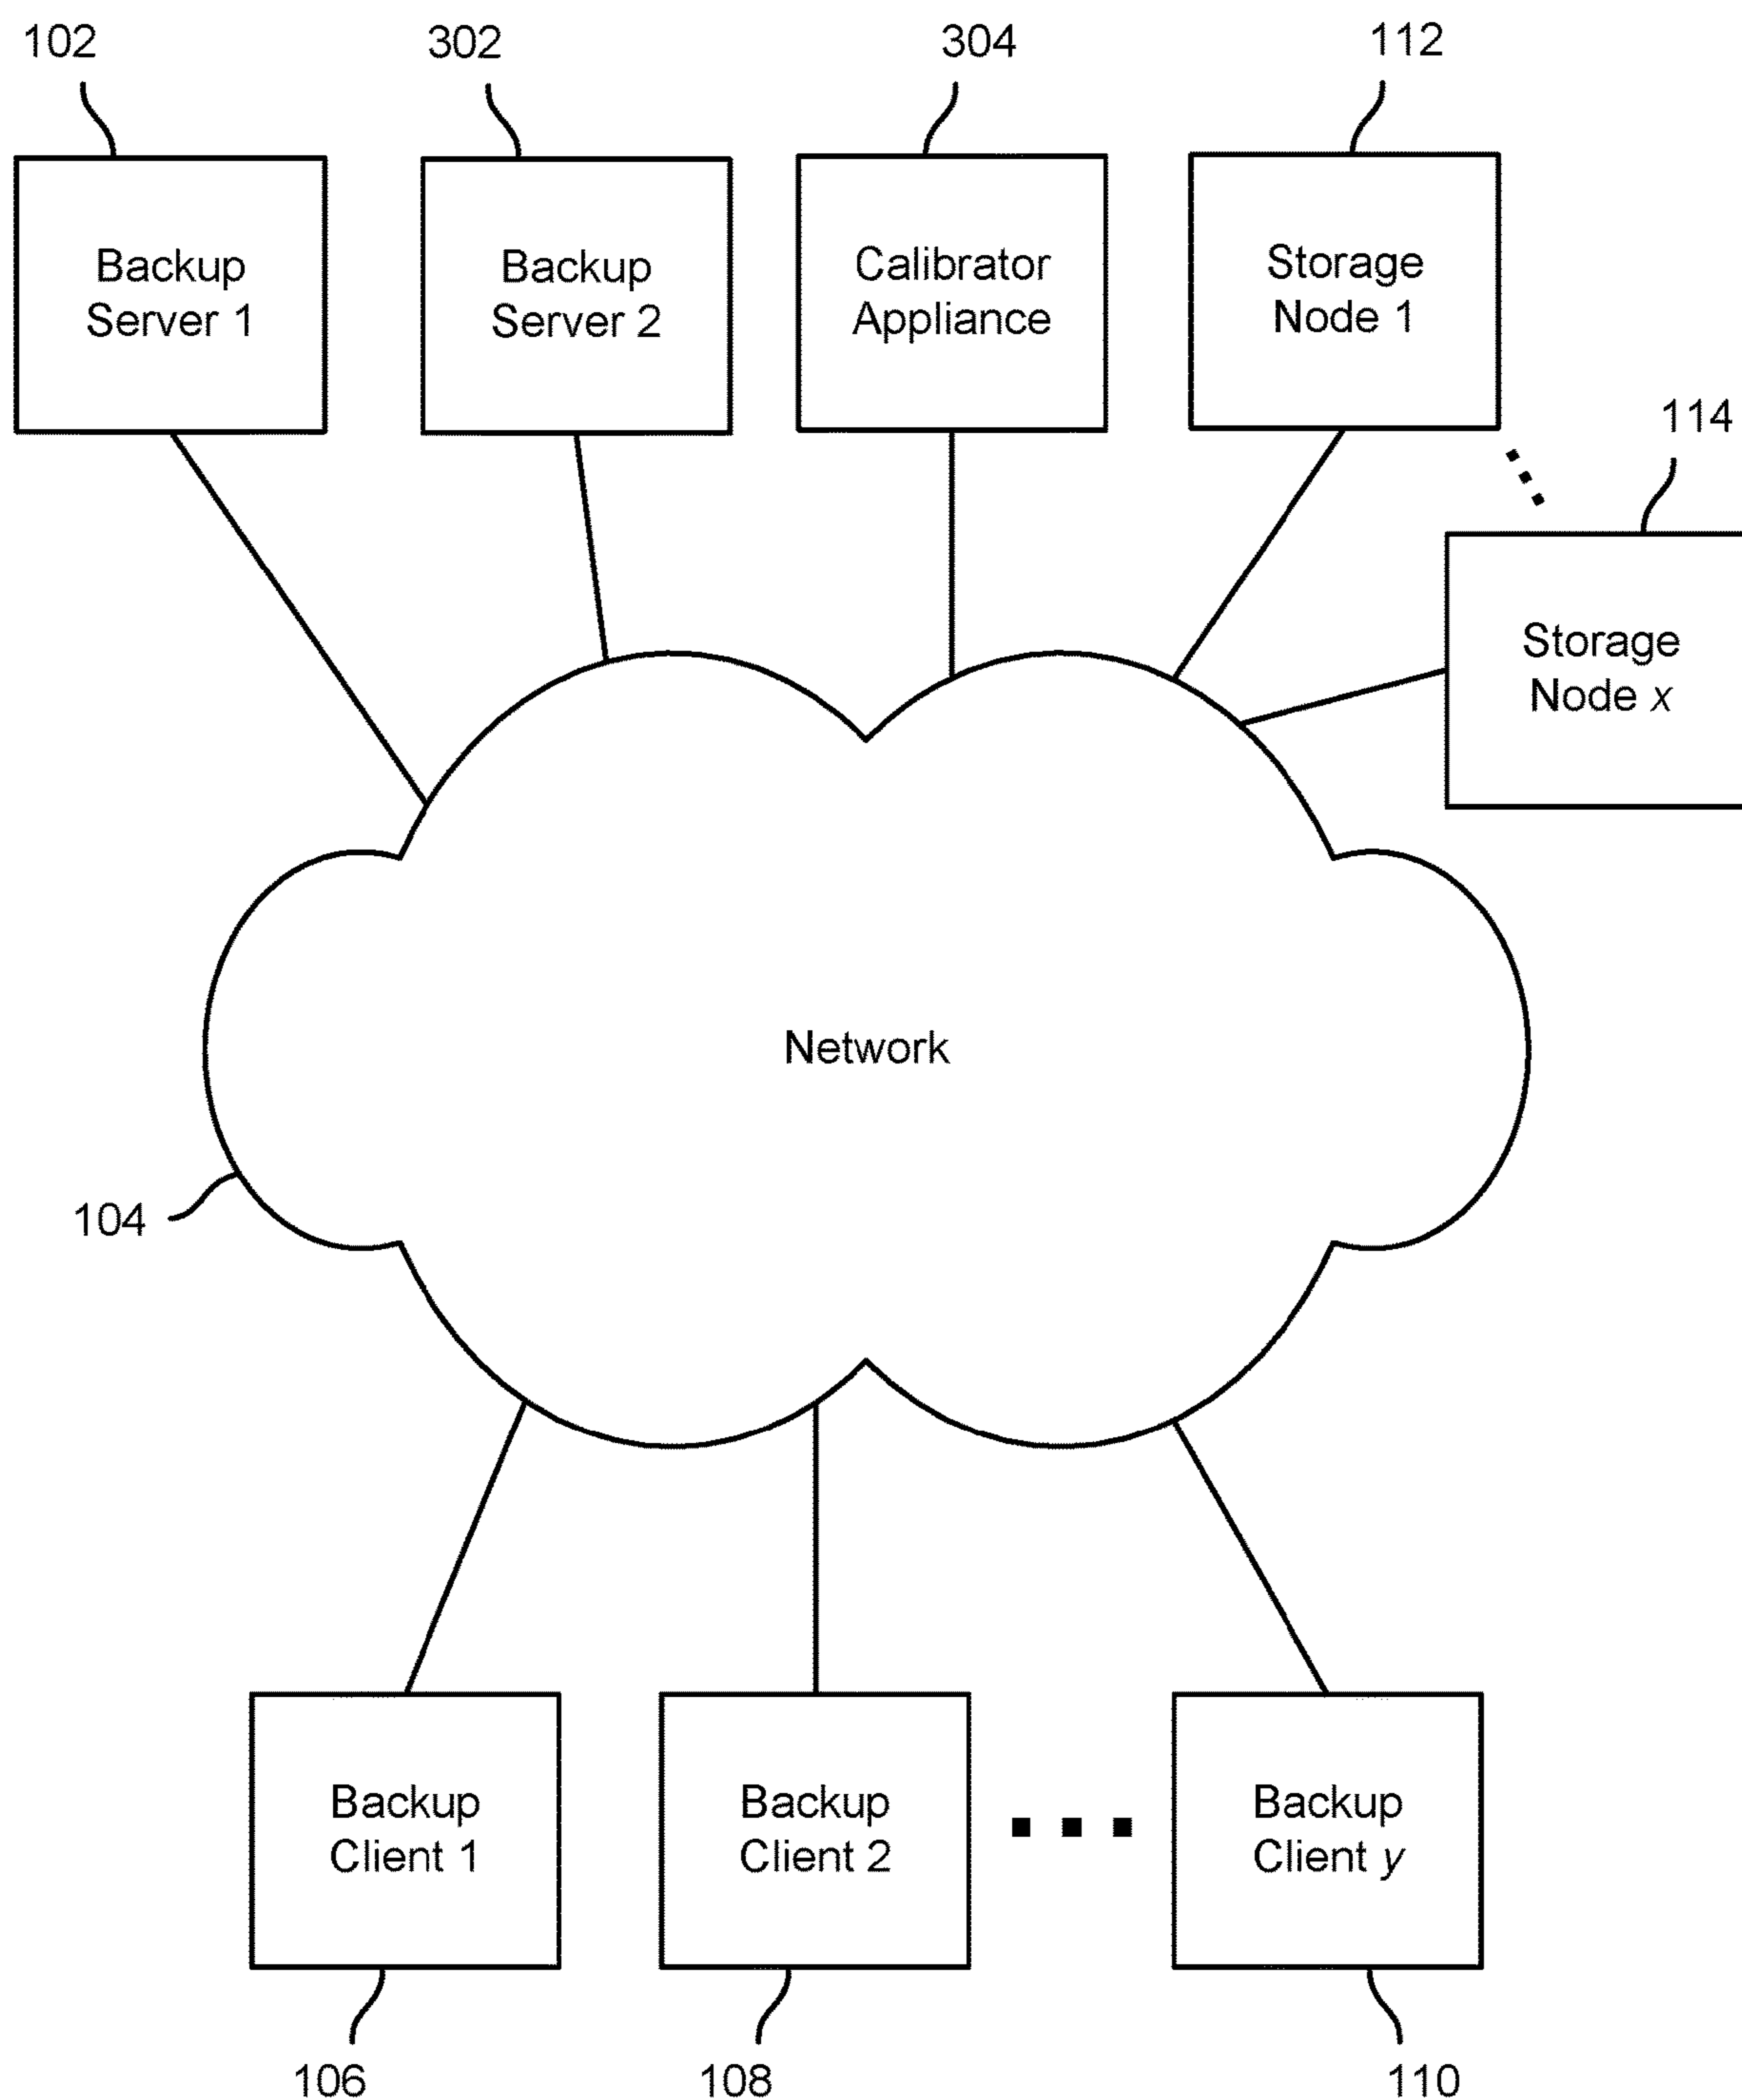 102
302
304
112
Backup
Server 1
Backup
Server 2
Calibrator
Appliance
Storage
Node 1
114
Storage
Node x
Network
104
Backup
Client 1
Backup
Client 2
Backup
Client y
106
108
110